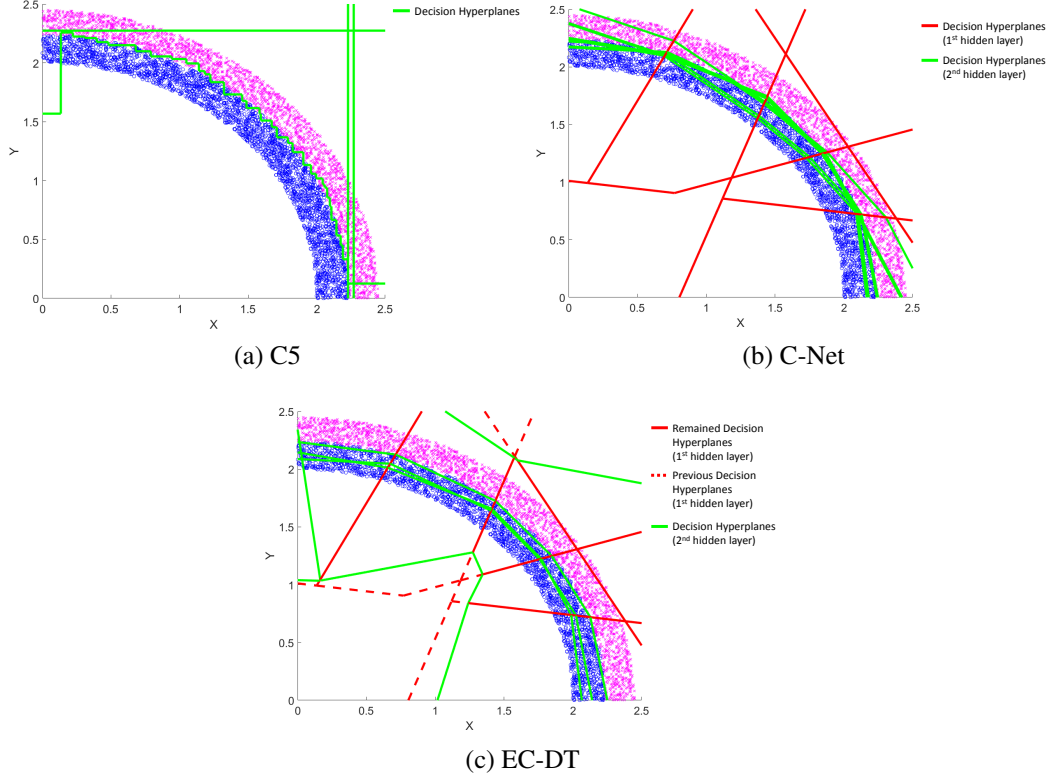 2.5
2
1.5
1
0.5
0
Y
0 0.5 1 1.5 2 2.5
X
Decision Hyperplanes
(a) C5
2.5
2
1.5
1
0.5
0
Y
0 0.5 1 1.5 2 2.5
X
Decision Hyperplanes
(1st hidden layer)
Decision Hyperplanes
(2nd hidden layer)
(b) C-Net
2.5
2
1.5
1
0.5
0
Y
0 0.5 1 1.5 2 2.5
X
Remained Decision
Hyperplanes
(1st hidden layer)
Previous Decision
Hyperplanes
(1st hidden layer)
Decision Hyperplanes
(2nd hidden layer)
(c) EC-DT